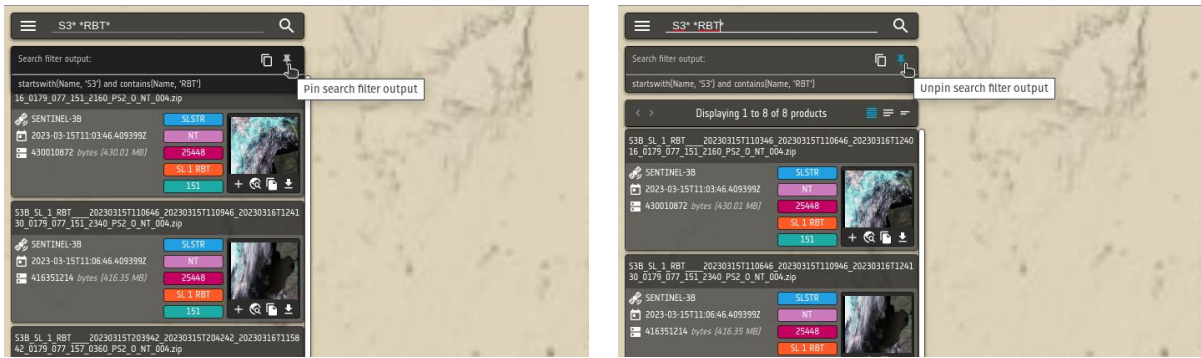 S3* *RBT*
Search filter output:
startswith(Name, 'S3') and contains(Name, 'RBT')
Pin search filter output
16_0179_077_151_2160_PS2_O_NT_004.zip
SENTINEL-3B
SLSTR
2023-03-15T11:03:46.409399Z
NT
430010872 bytes (430.01 MB)
25448
SL 1 RBT
151
S3B_SL_1_RBT____20230315T110646_20230315T110946_20230316T1241
30_0179_077_151_2340_PS2_O_NT_004.zip
SENTINEL-3B
SLSTR
2023-03-15T11:06:46.409399Z
NT
416351214 bytes (416.35 MB)
25448
SL 1 RBT
151
S3B_SL_1_RBT____20230315T203942_20230315T204242_20230316T1158
42_0179_077_157_0360_PS2_O_NT_004.zip
S3* *RBT*
Search filter output:
startswith(Name, 'S3') and contains(Name, 'RBT')
Unpin search filter output
< > Displaying 1 to 8 of 8 products
S3B_SL_1_RBT____20230315T110346_20230315T110646_20230316T1240
16_0179_077_151_2160_PS2_O_NT_004.zip
SENTINEL-3B
SLSTR
2023-03-15T11:03:46.409399Z
NT
430010872 bytes (430.01 MB)
25448
SL 1 RBT
151
S3B_SL_1_RBT____20230315T110646_20230315T110946_20230316T1241
30_0179_077_151_2340_PS2_O_NT_004.zip
SENTINEL-3B
SLSTR
2023-03-15T11:06:46.409399Z
NT
416351214 bytes (416.35 MB)
25448
SL 1 RBT